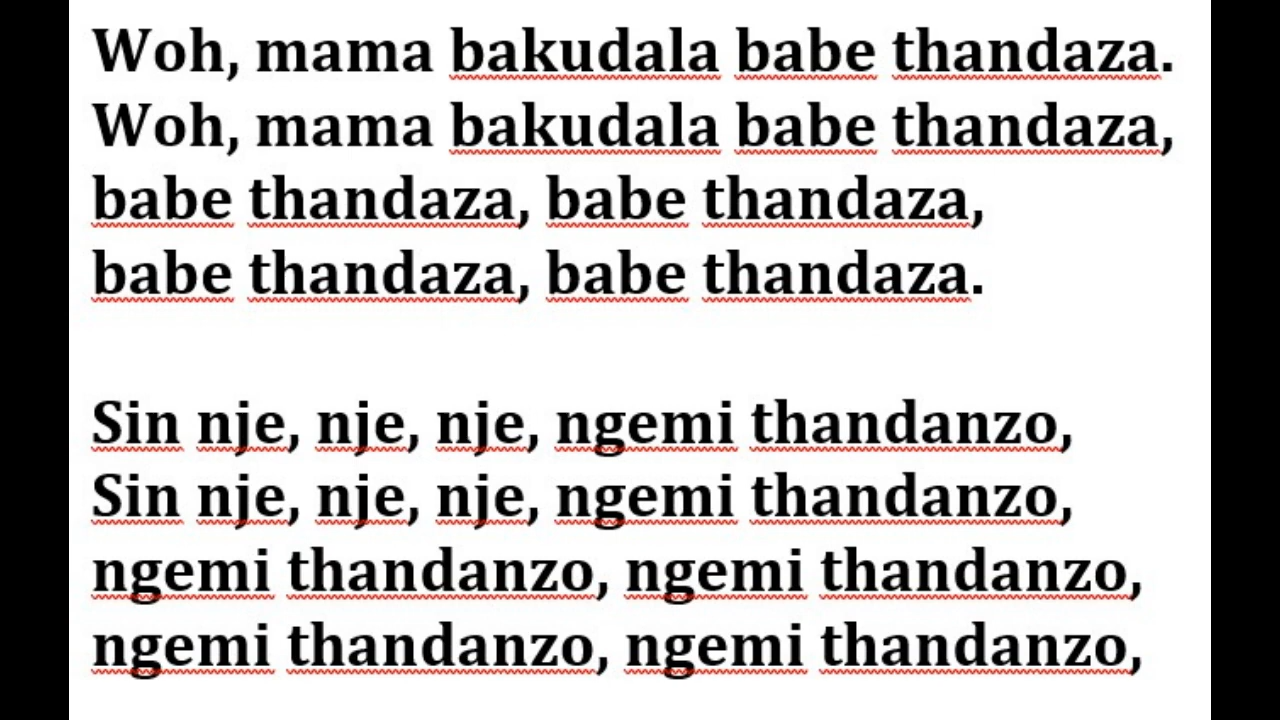 Woh, mama bakudala babe thandaza.
Woh, mama bakudala babe thandaza,
babe thandaza, babe thandaza,
babe thandaza, babe thandaza.
Sin nje, nje, nje, ngemi thandanzo,
Sin nje, nje, nje, ngemi thandanzo,
ngemi thandanzo, ngemi thandanzo,
ngemi thandanzo, ngemi thandanzo,